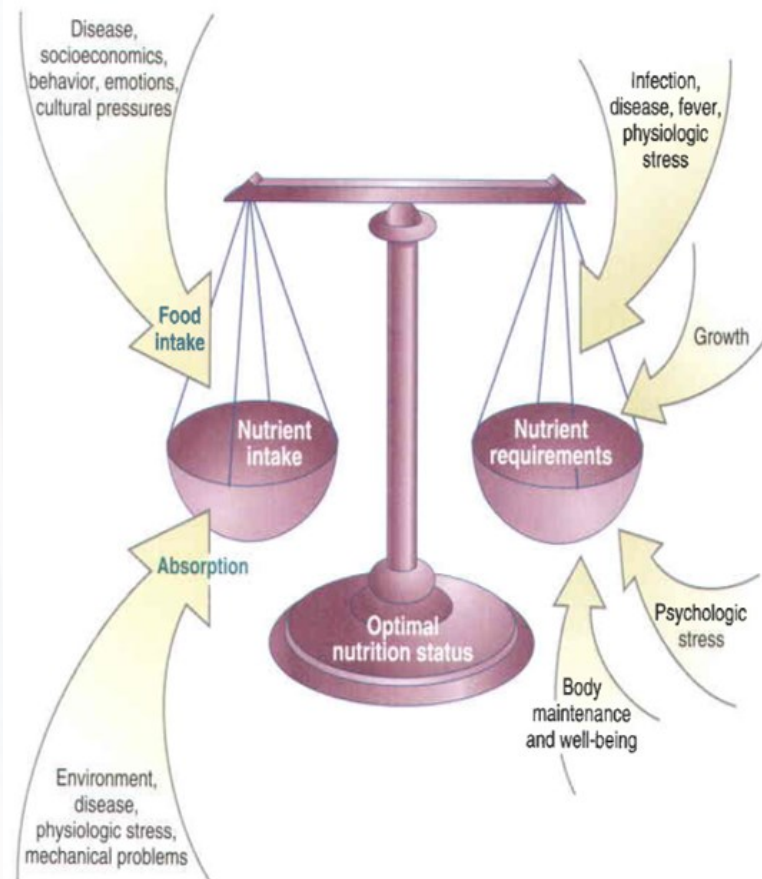 Disease,
socioeconomics,
behavior, emotions,
cultural pressures
Infection,
disease, fever,
physiologic
stress
Food
intake
Growth
Nutrient
intake
Nutrient
requirements
Absorption
Optimal
nutrition status
Psychologic
stress
Body
maintenance
and well-being
Environment,
disease,
physiologic stress,
mechanical problems